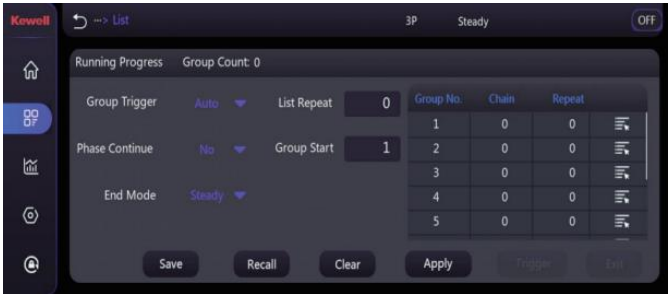 Kewell
---> List
3P
Steady
OFF
Running Progress Group Count: 0
Group Trigger Auto List Repeat 0
Phase Continue No Group Start 1
End Mode Steady
Group No. Chain Repeat
1 0 0
2 0 0
3 0 0
4 0 0
5 0 0
Save Recall Clear Apply Trigger Exit